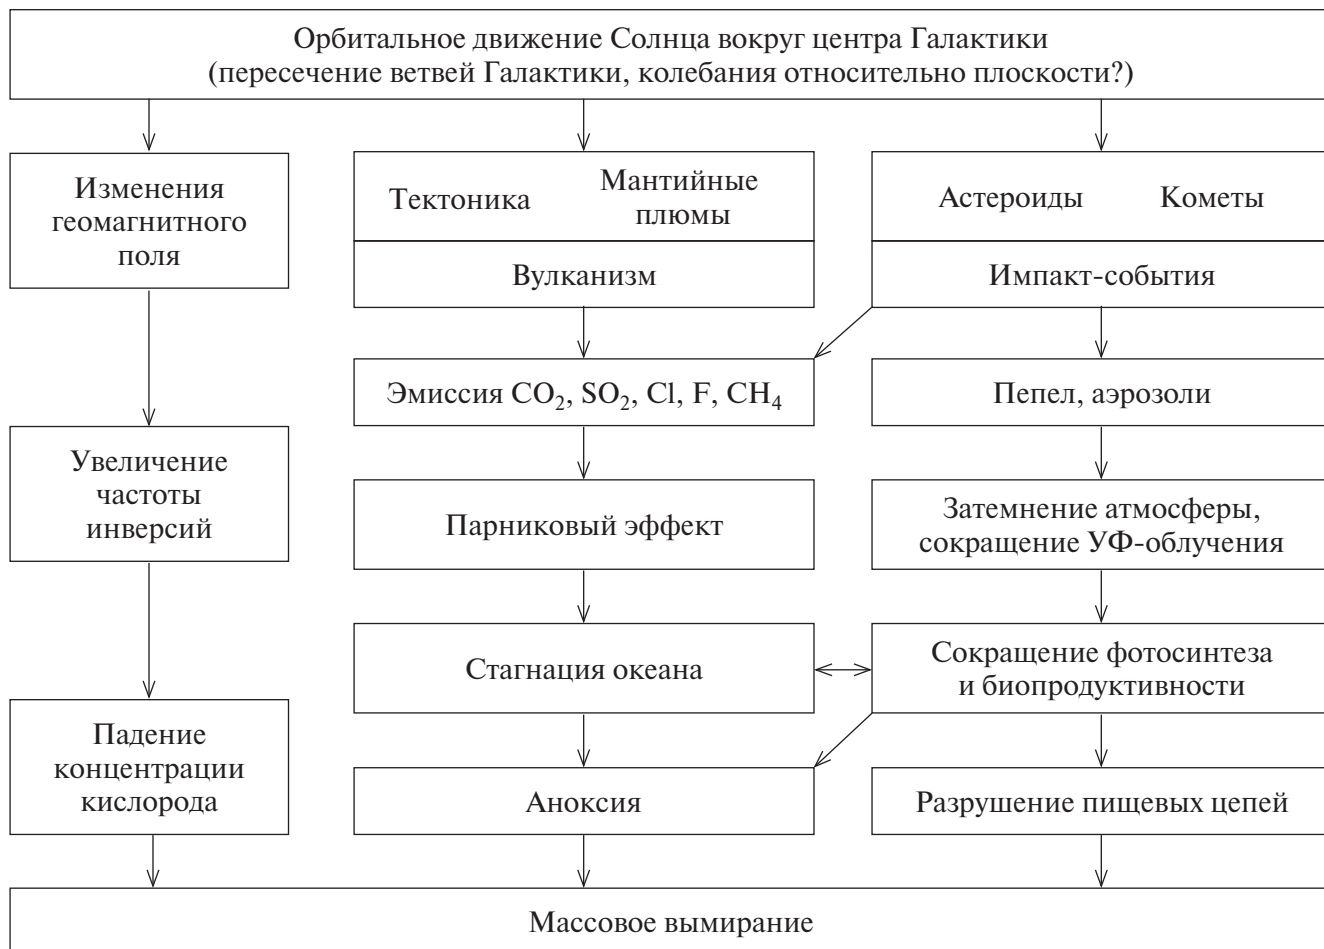 Орбитальное движение Солнца вокруг центра Галактики
(пересечение ветвей Галактики, колебания относительно плоскости?)
Изменения
геомагнитного
поля
Увеличение
частоты
инверсий
Падение
концентрации
кислорода
Тектоника
Мантийные
плюмы
Вулканизм
Эмиссия CO₂, SO₂, Cl, F, CH₄
Парниковый эффект
Стагнация океана
Аноксия
Астероиды
Кометы
Импакт-события
Пепел, аэрозоли
Затемнение атмосферы,
сокращение УФ-облучения
Сокращение фотосинтеза
и биопродуктивности
Разрушение пищевых цепей
Массовое вымирание